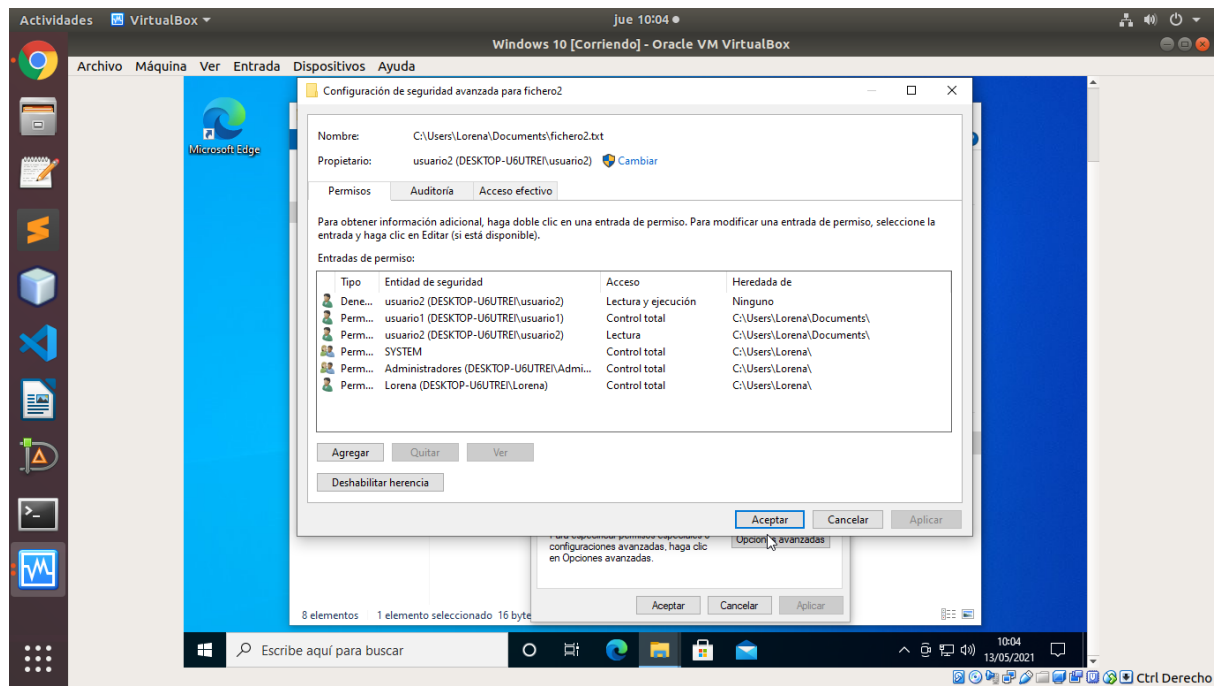 Actividades VirtualBox jue 10:04
Windows 10 [Corriendo] - Oracle VM VirtualBox
Archivo Máquina Ver Entrada Dispositivos Ayuda
Microsoft Edge
Configuración de seguridad avanzada para fichero2
Nombre: C:\Users\Lorena\Documents\fichero2.txt
Propietario: usuario2 (DESKTOP-U6UTREI\usuario2) Cambiar
Permisos Auditoría Acceso efectivo
Para obtener información adicional, haga doble clic en una entrada de permiso. Para modificar una entrada de permiso, seleccione la
entrada y haga clic en Editar (si está disponible).
Entradas de permiso:
Tipo Entidad de seguridad Acceso Heredada de
Dene... usuario2 (DESKTOP-U6UTREI\usuario2) Lectura y ejecución Ninguno
Perm... usuario1 (DESKTOP-U6UTREI\usuario1) Control total C:\Users\Lorena\Documents\
Perm... usuario2 (DESKTOP-U6UTREI\usuario2) Lectura C:\Users\Lorena\Documents\
Perm... SYSTEM Control total C:\Users\Lorena\
Perm... Administradores (DESKTOP-U6UTREI\Admi... Control total C:\Users\Lorena\
Perm... Lorena (DESKTOP-U6UTREI\Lorena) Control total C:\Users\Lorena\
Agregar Quitar Ver
Deshabilitar herencia
Aceptar Cancelar Aplicar
Opciones avanzadas
configuraciones avanzadas, haga clic
en Opciones avanzadas.
Aceptar Cancelar Aplicar
8 elementos 1 elemento seleccionado 16 byte
Escribe aquí para buscar
10:04
13/05/2021
Ctrl Derecho